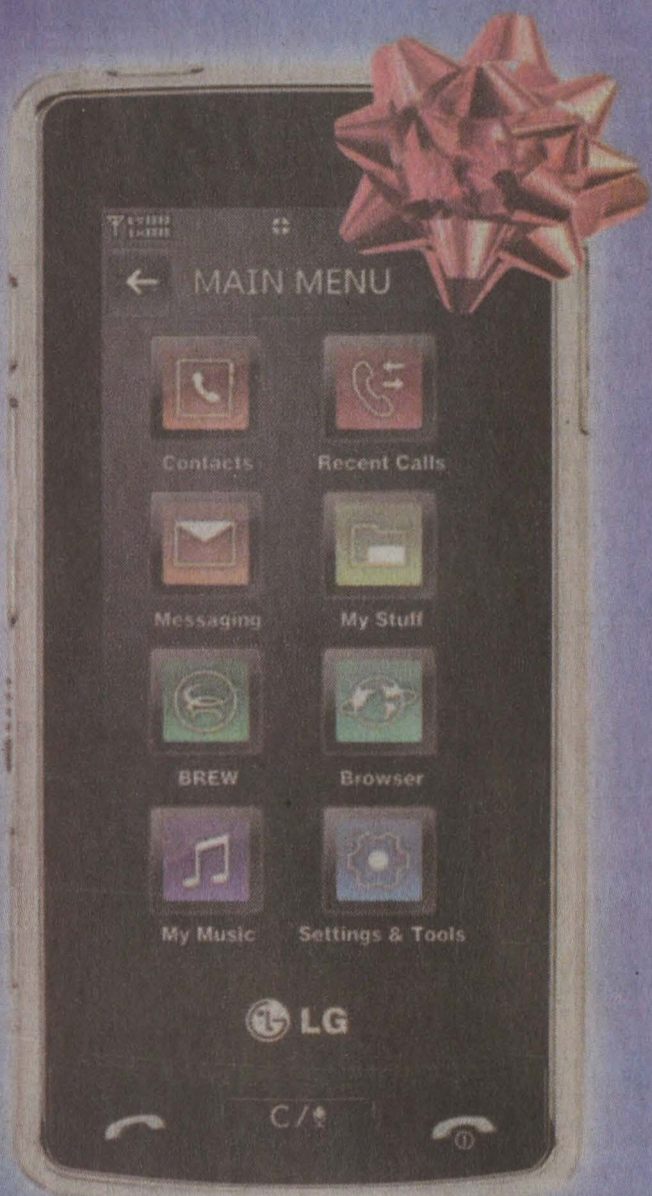 MAIN MENU
Contacts Recent Calls
Messaging My Stuff
BREW Browser
My Music Settings & Tools
LG
C/